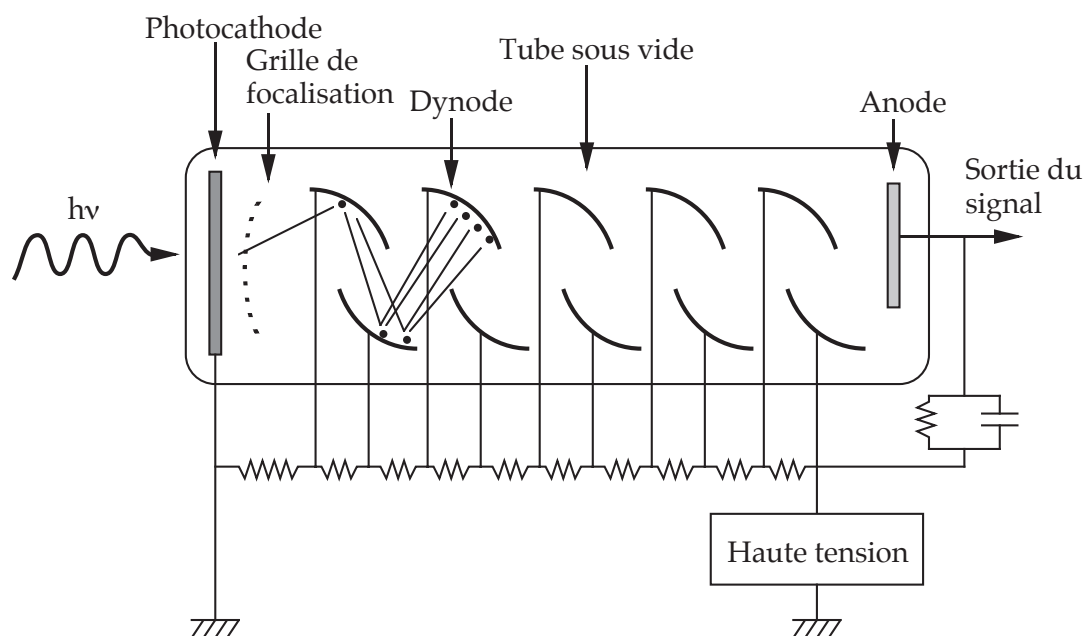 Photocathode
Grille de
focalisation
Dynode
Tube sous vide
Anode
Sortie du
signal
hν
Haute tension